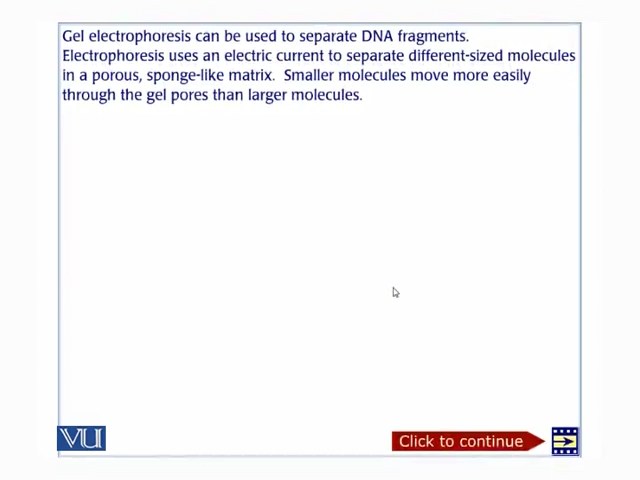 Gel electrophoresis can be used to separate DNA fragments.
Electrophoresis uses an electric current to separate different-sized molecules
in a porous, sponge-like matrix.  Smaller molecules move more easily
through the gel pores than larger molecules.
VU
Click to continue